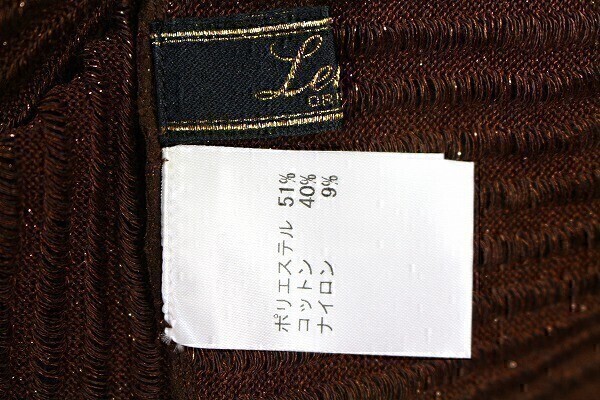 ポリエステル 51%
コットン 40%
ナイロン 9%